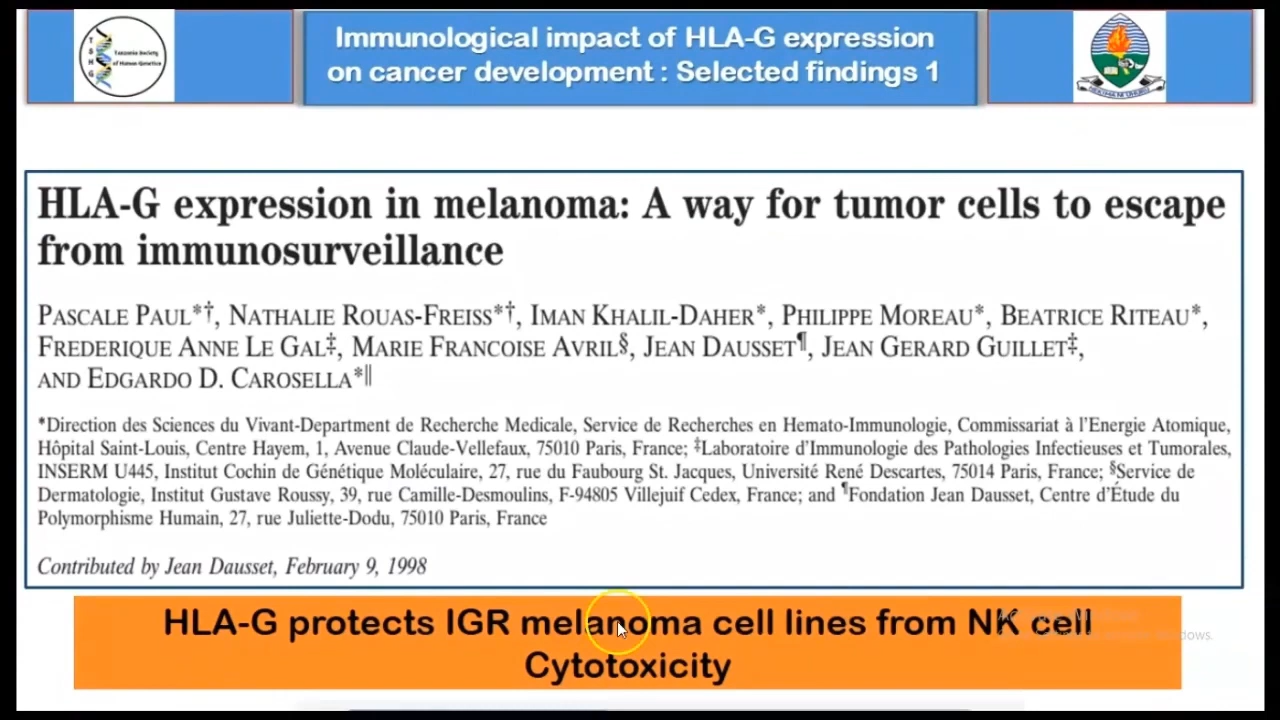 T S H G
Tanzania Society
of Human Genetics
Immunological impact of HLA-G expression
on cancer development : Selected findings 1
HLA-G expression in melanoma: A way for tumor cells to escape
from immunosurveillance
PASCALE PAUL*†, NATHALIE ROUAS-FREISS*†, IMAN KHALIL-DAHER*, PHILIPPE MOREAU*, BEATRICE RITEAU*,
FREDERIQUE ANNE LE GAL‡, MARIE FRANCOISE AVRIL§, JEAN DAUSSET¶, JEAN GERARD GUILLET‡,
AND EDGARDO D. CAROSELLA*‖
*Direction des Sciences du Vivant-Department de Recherche Medicale, Service de Recherches en Hemato-Immunologie, Commissariat à l'Energie Atomique,
Hôpital Saint-Louis, Centre Hayem, 1, Avenue Claude-Vellefaux, 75010 Paris, France; ‡Laboratoire d'Immunologie des Pathologies Infectieuses et Tumorales,
INSERM U445, Institut Cochin de Génétique Moléculaire, 27, rue du Faubourg St. Jacques, Université René Descartes, 75014 Paris, France; §Service de
Dermatologie, Institut Gustave Roussy, 39, rue Camille-Desmoulins, F-94805 Villejuif Cedex, France; and ¶Fondation Jean Dausset, Centre d'Étude du
Polymorphisme Humain, 27, rue Juliette-Dodu, 75010 Paris, France
Contributed by Jean Dausset, February 9, 1998
HLA-G protects IGR melanoma cell lines from NK cell
Cytotoxicity